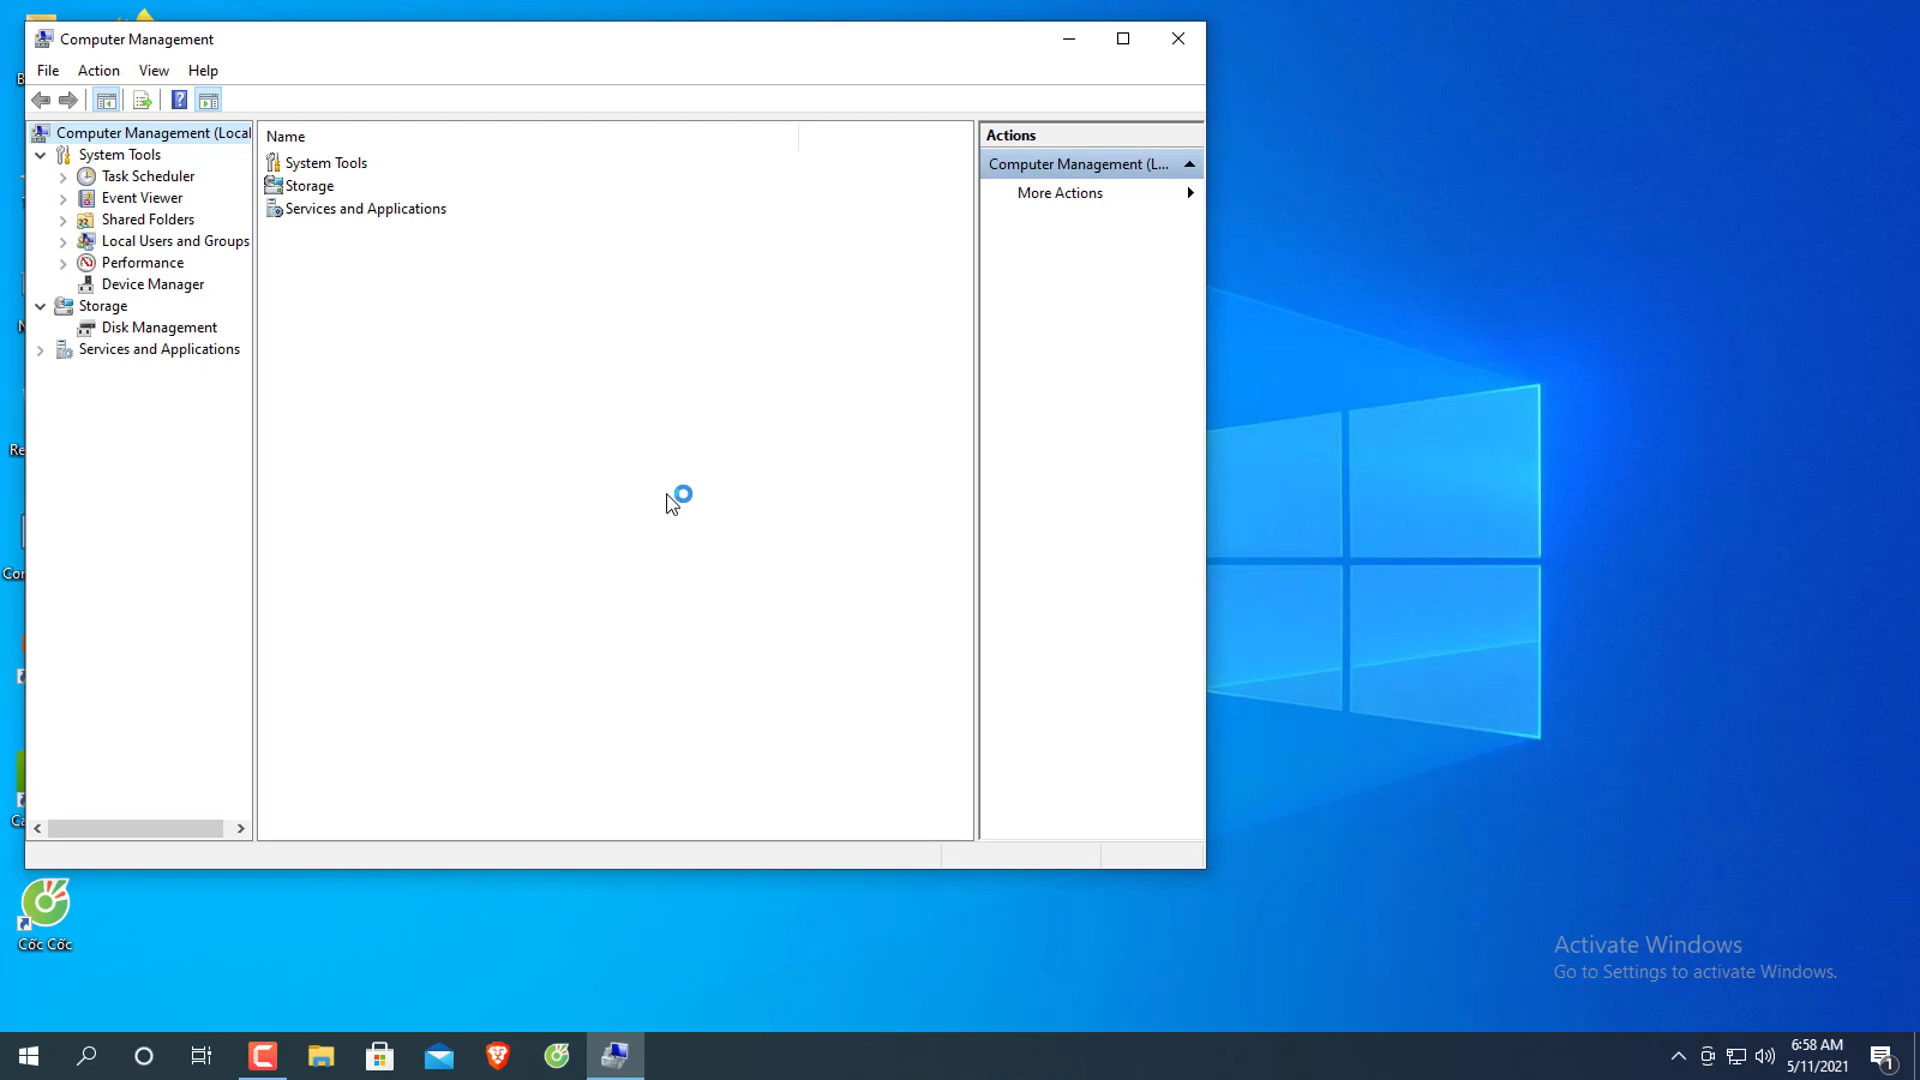 Computer Management
File Action View Help
Computer Management (Local
System Tools
Task Scheduler
Event Viewer
Shared Folders
Local Users and Groups
Performance
Device Manager
Storage
Disk Management
Services and Applications
Name
System Tools
Storage
Services and Applications
Actions
Computer Management (L...
More Actions
Re
Cốc Cốc
Activate Windows
Go to Settings to activate Windows.
6:58 AM
5/11/2021
1